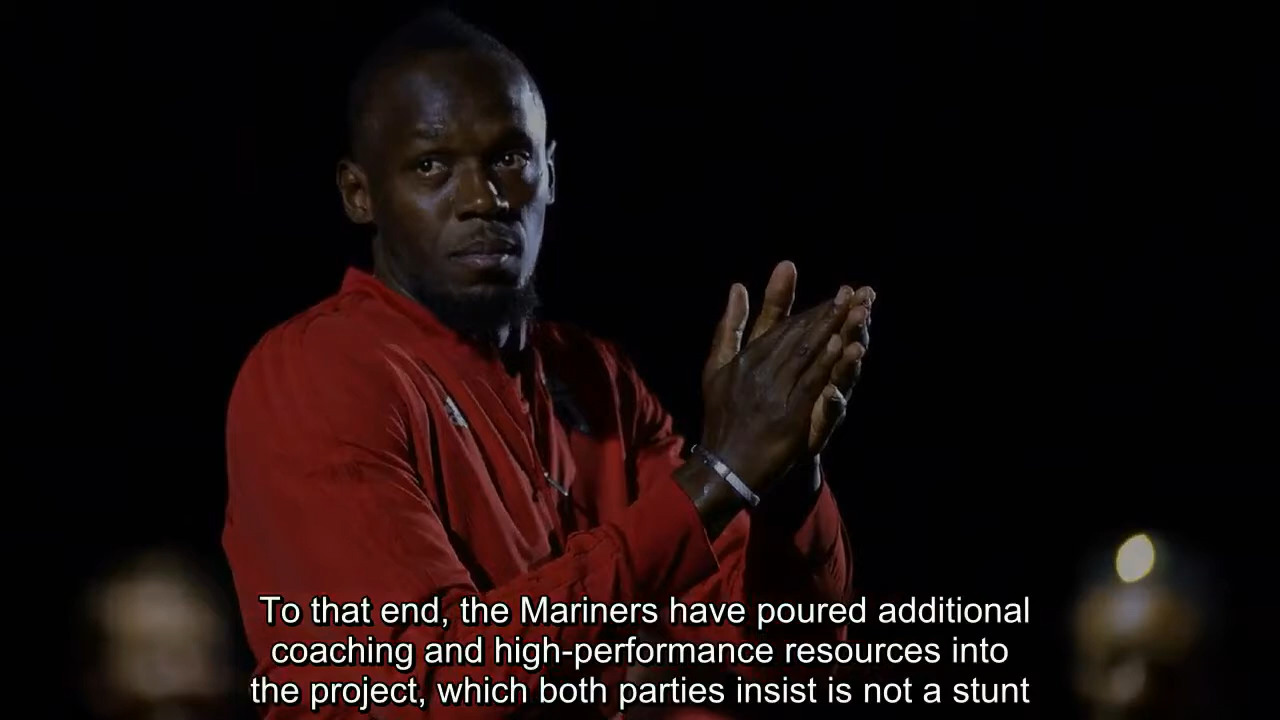 To that end, the Mariners have poured additional
coaching and high-performance resources into
the project, which both parties insist is not a stunt